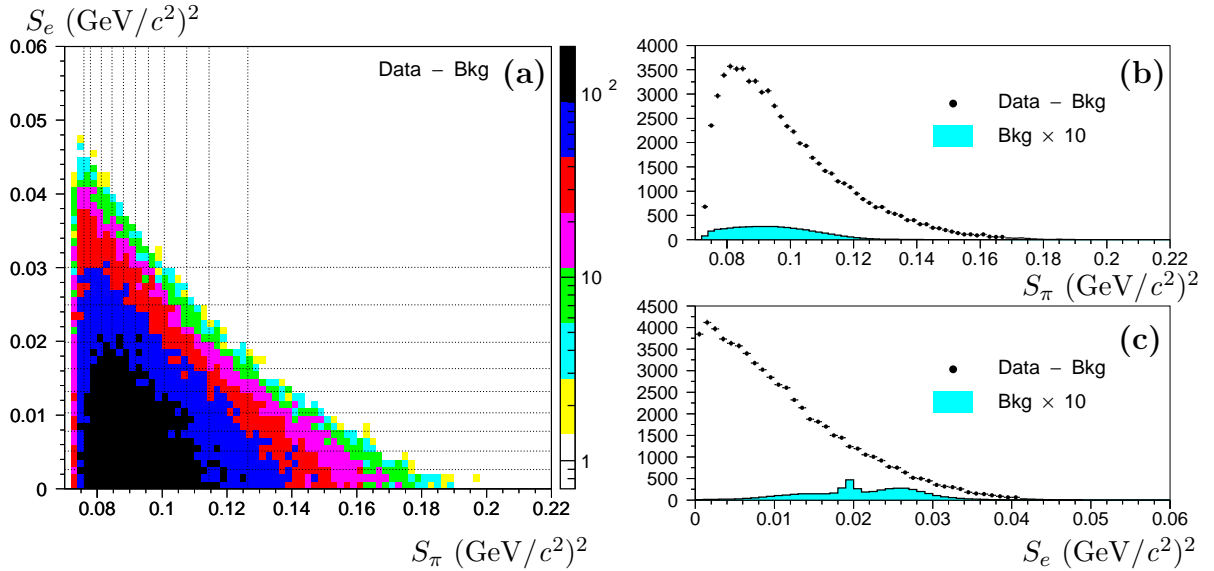 S_e (GeV/c²)²
0.06
0.05
0.04
0.03
0.02
0.01
0
Data − Bkg (a)
10 ²
10
1
0.08 0.10 0.12 0.14 0.16 0.18 0.2 0.22
S_π (GeV/c²)²
4000
3500
3000
2500
2000
1500
1000
500
0
(b)
Data − Bkg
Bkg × 10
0.08 0.1 0.12 0.14 0.16 0.18 0.2 0.22
S_π (GeV/c²)²
4500
4000
3500
3000
2500
2000
1500
1000
500
0
(c)
Data − Bkg
Bkg × 10
0 0.01 0.02 0.03 0.04 0.05 0.06
S_e (GeV/c²)²